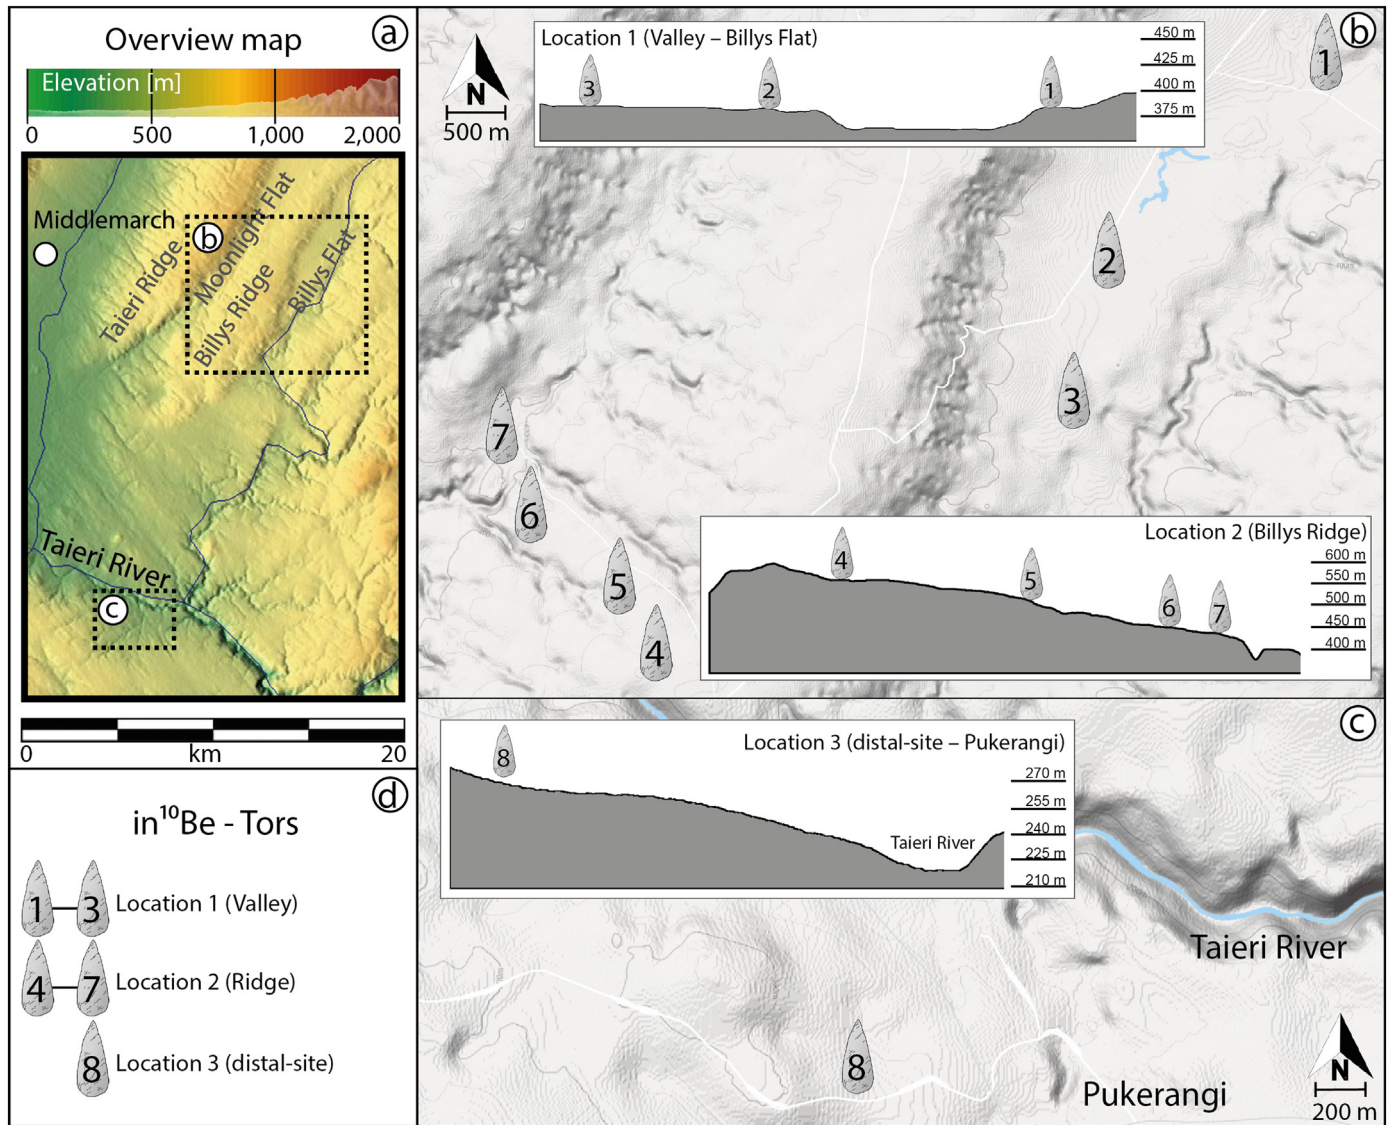 Overview map
a
Elevation [m]
0 500 1,000 2,000
Middlemarch
b
Taieri Ridge
Moonlight Flat
Billys Ridge
Billys Flat
Taieri River
c
0 km 20
d
in¹⁰Be - Tors
1 3 Location 1 (Valley)
4 7 Location 2 (Ridge)
8 Location 3 (distal-site)
b
N
500 m
Location 1 (Valley – Billys Flat)
3 2 1
450 m
425 m
400 m
375 m
1
2
3
7
6
5
4
400m
Location 2 (Billys Ridge)
4 5 6 7
600 m
550 m
500 m
450 m
400 m
c
Location 3 (distal-site – Pukerangi)
8
270 m
255 m
240 m
225 m
210 m
Taieri River
Taieri River
8
Pukerangi
N
200 m